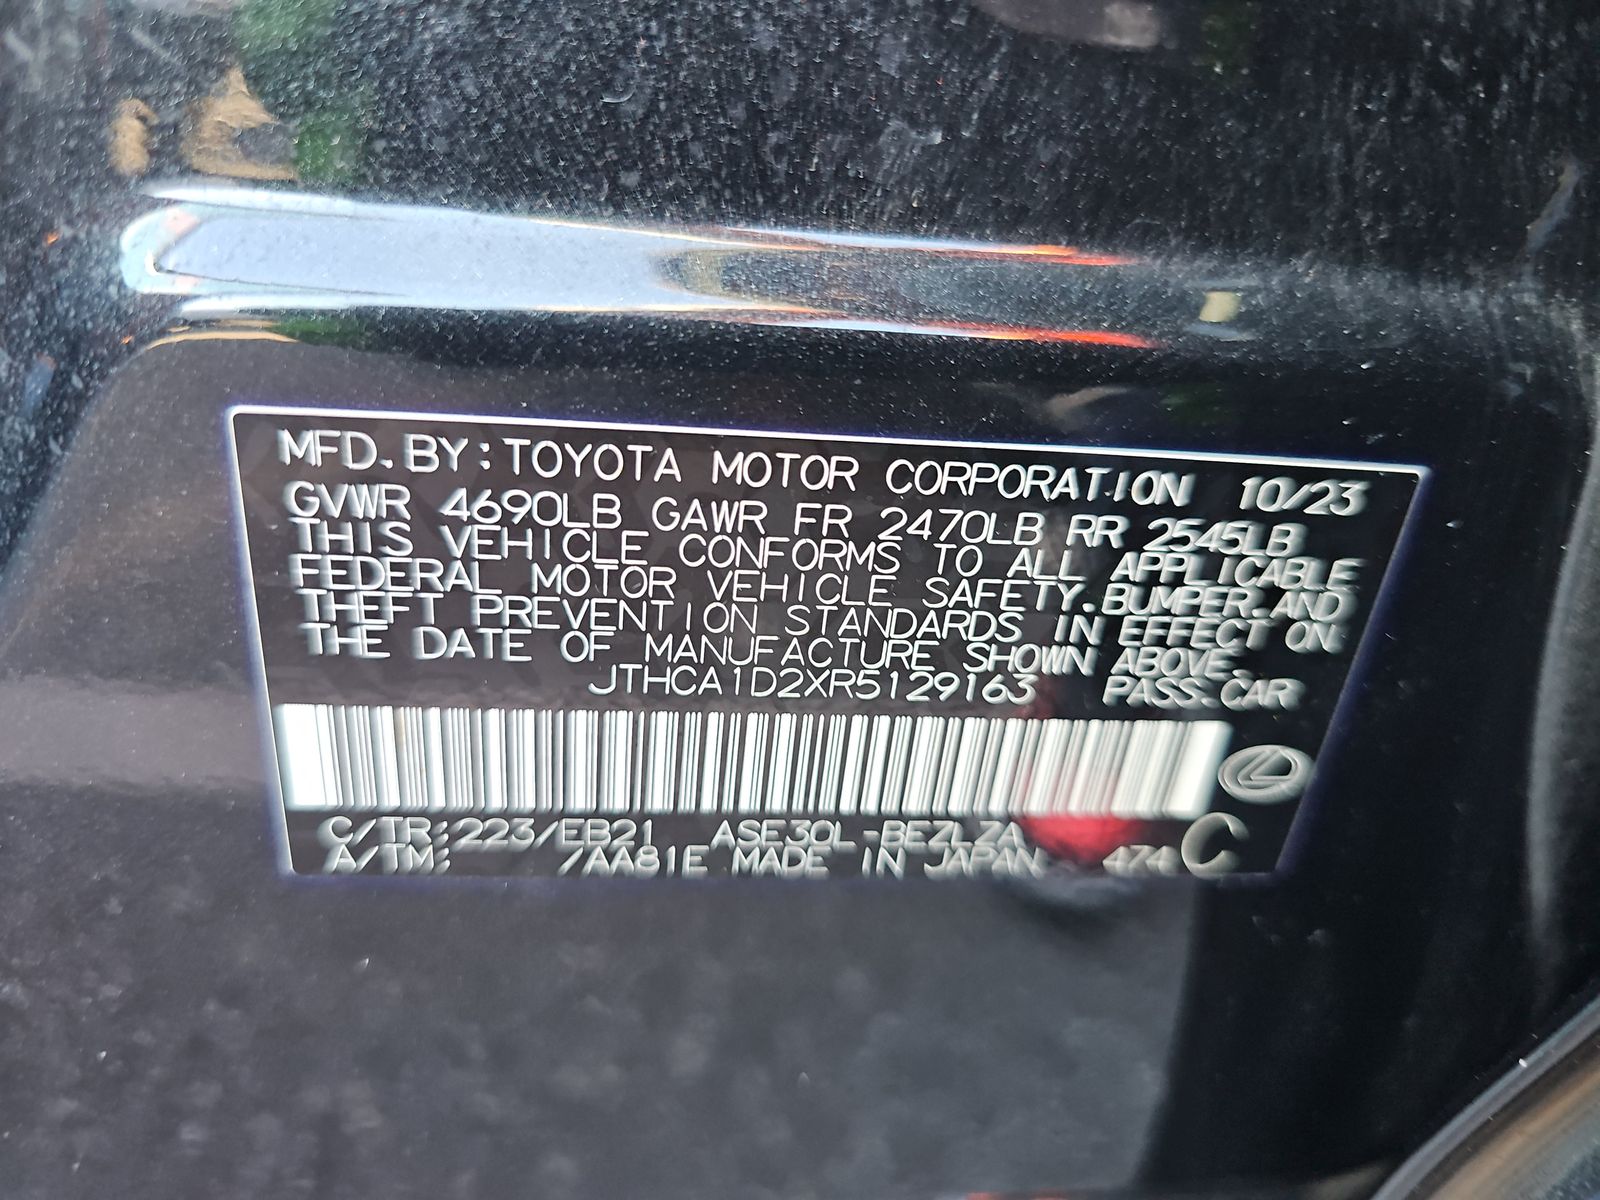 MFD. BY: TOYOTA MOTOR CORPORATION 10/23
GVWR 4690LB GAWR FR 2470LB RR 2545LB
THIS VEHICLE CONFORMS TO ALL APPLICABLE
FEDERAL MOTOR VEHICLE SAFETY, BUMPER, AND
THEFT PREVENTION STANDARDS IN EFFECT ON
THE DATE OF MANUFACTURE SHOWN ABOVE.
JTHCA1D2XR5129163 PASS. CAR
C/TR: 223/EB21 ASE30L-BEZLZA C
A/TM: /AA81E MADE IN JAPAN 474